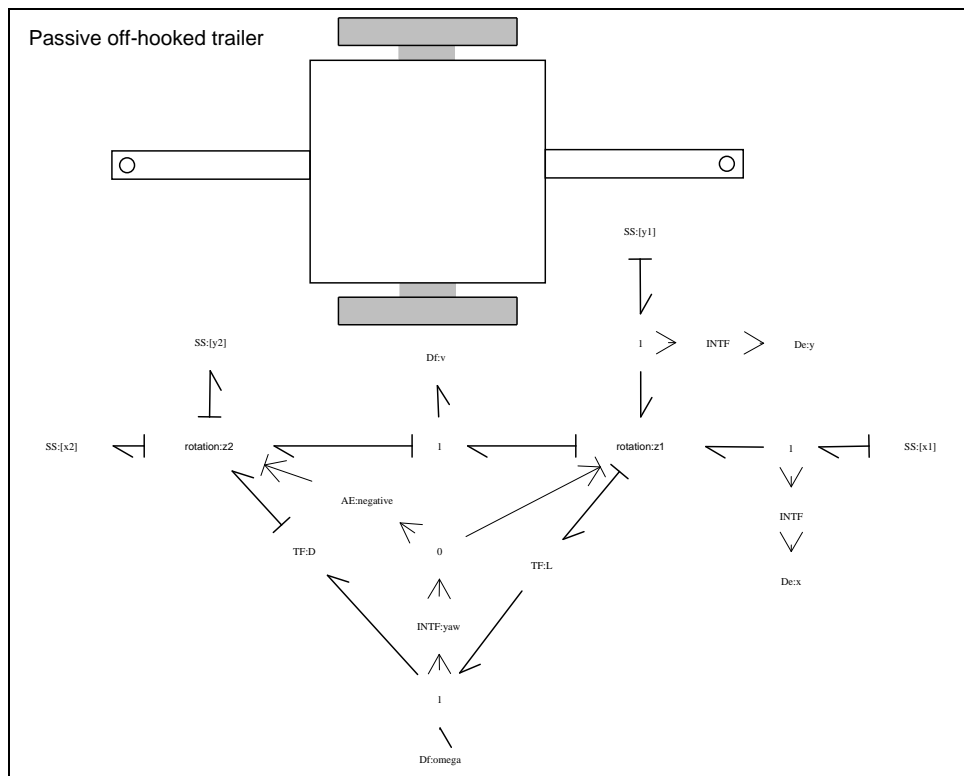 Passive off-hooked trailer
SS:[y1]
SS:[y2]
1
INTF
De:y
Df:v
SS:[x2]
rotation:z2
1
rotation:z1
1
SS:[x1]
AE:negative
INTF
TF:D
0
TF:L
De:x
INTF:yaw
1
Df:omega